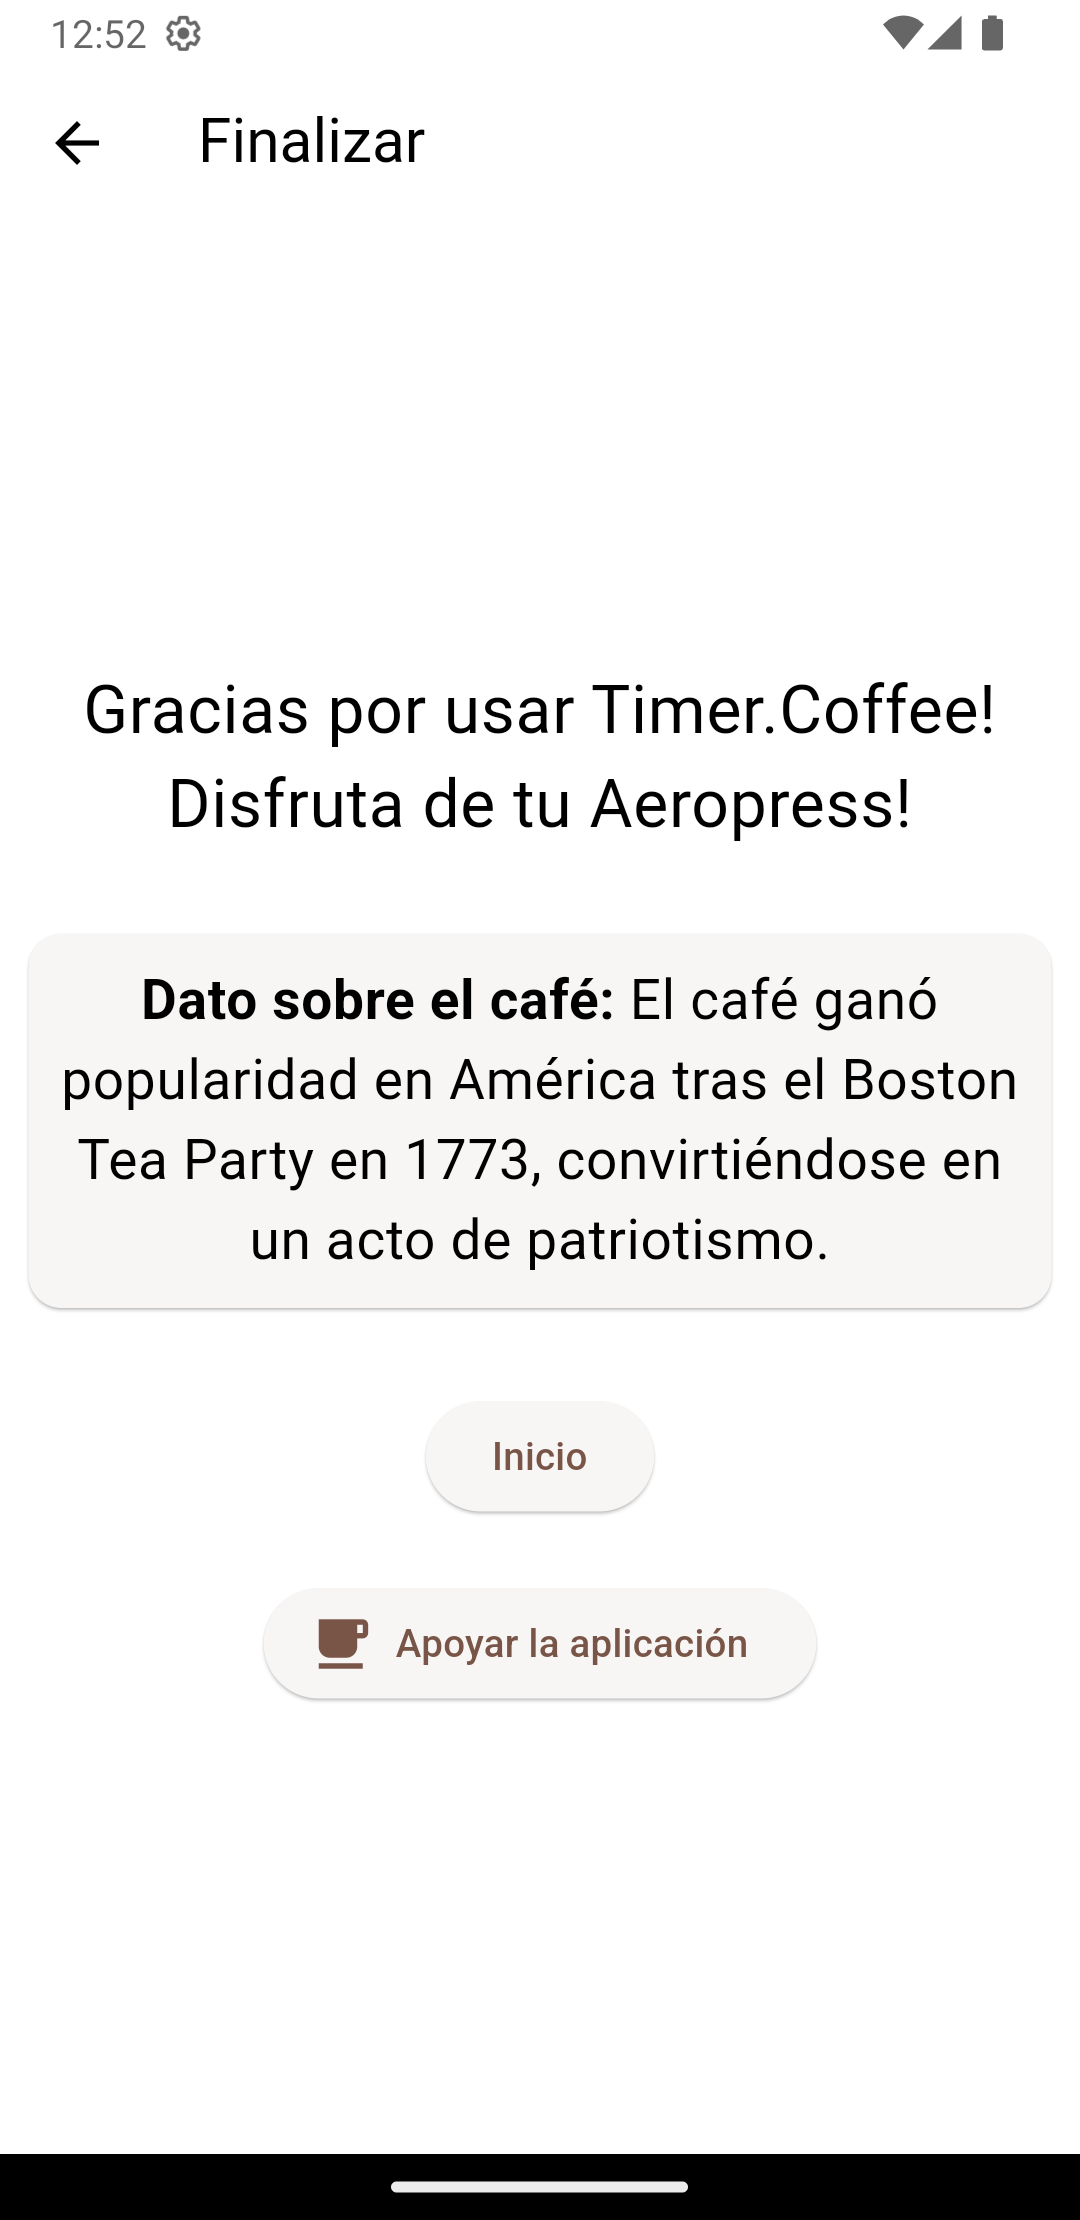 12:52
Finalizar
Gracias por usar Timer.Coffee!
Disfruta de tu Aeropress!
Dato sobre el café: El café ganó
popularidad en América tras el Boston
Tea Party en 1773, convirtiéndose en
un acto de patriotismo.
Inicio
Apoyar la aplicación